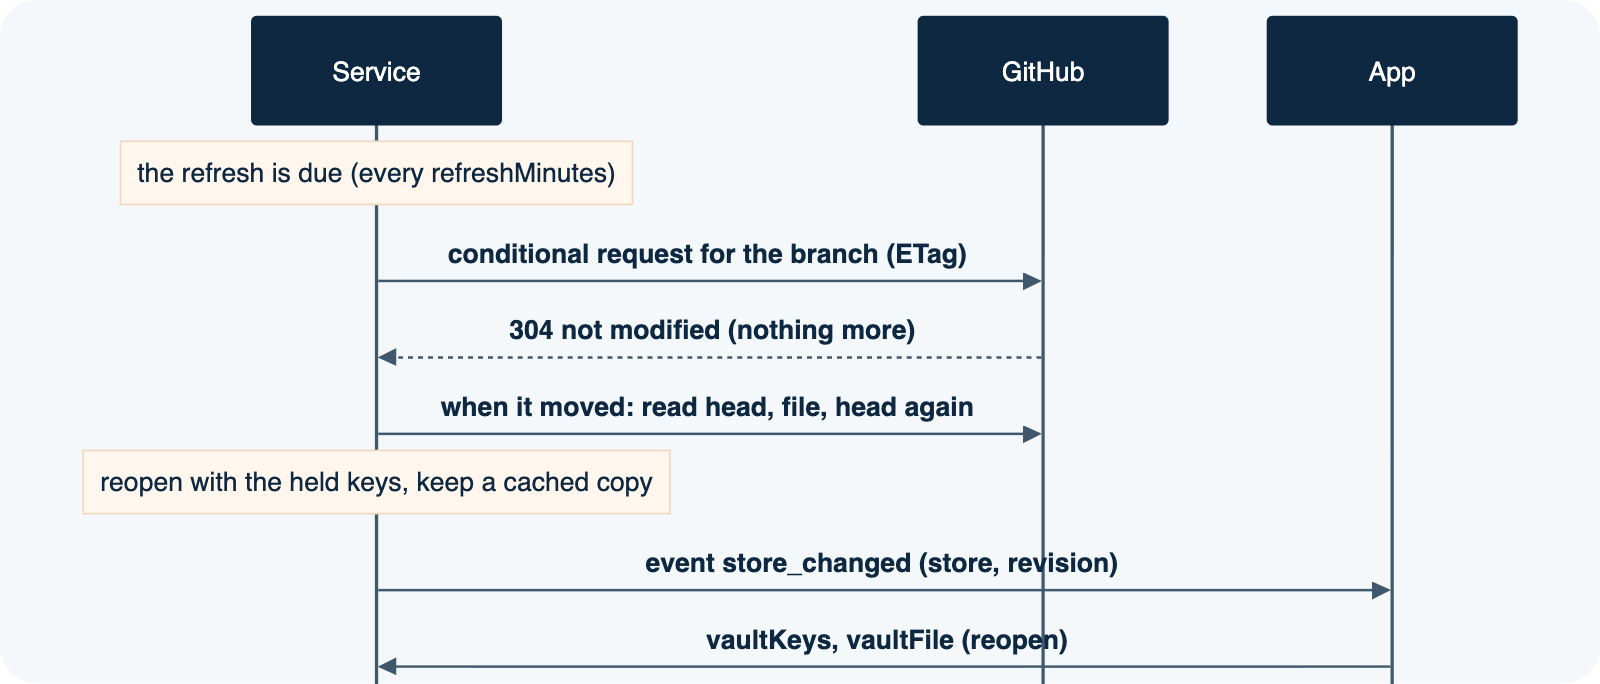 Service
GitHub
App
the refresh is due (every refreshMinutes)
conditional request for the branch (ETag)
304 not modified (nothing more)
when it moved: read head, file, head again
reopen with the held keys, keep a cached copy
event store_changed (store, revision)
vaultKeys, vaultFile (reopen)